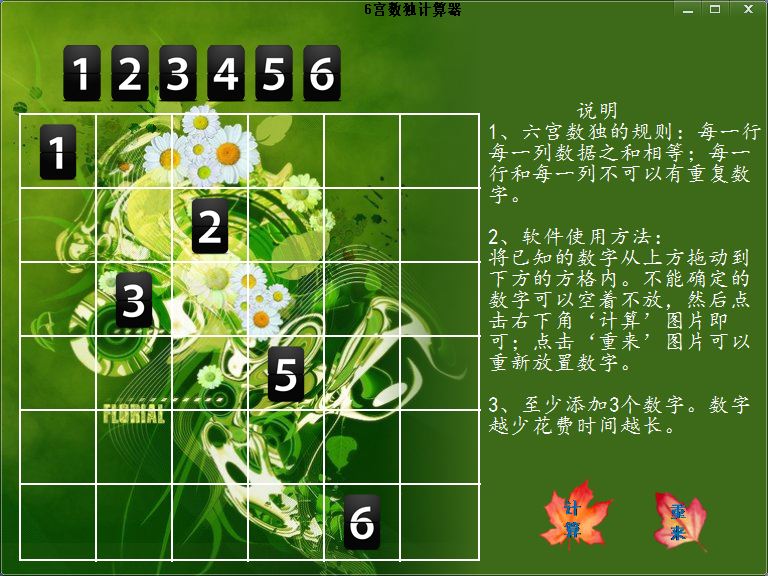 6宫数独计算器
1 2 3 4 5 6
说明
1、六宫数独的规则：每一行
每一列数据之和相等；每一
行和每一列不可以有重复数
字。
1
2
2、软件使用方法：
将已知的数字从上方拖动到
下方的方格内。不能确定的
数字可以空着不放，然后点
击右下角‘计算’图片即
可；点击‘重来’图片可以
重新放置数字。
3
5
3、至少添加3个数字。数字
越少花费时间越长。
FLORIAL
6
计
算
重
来